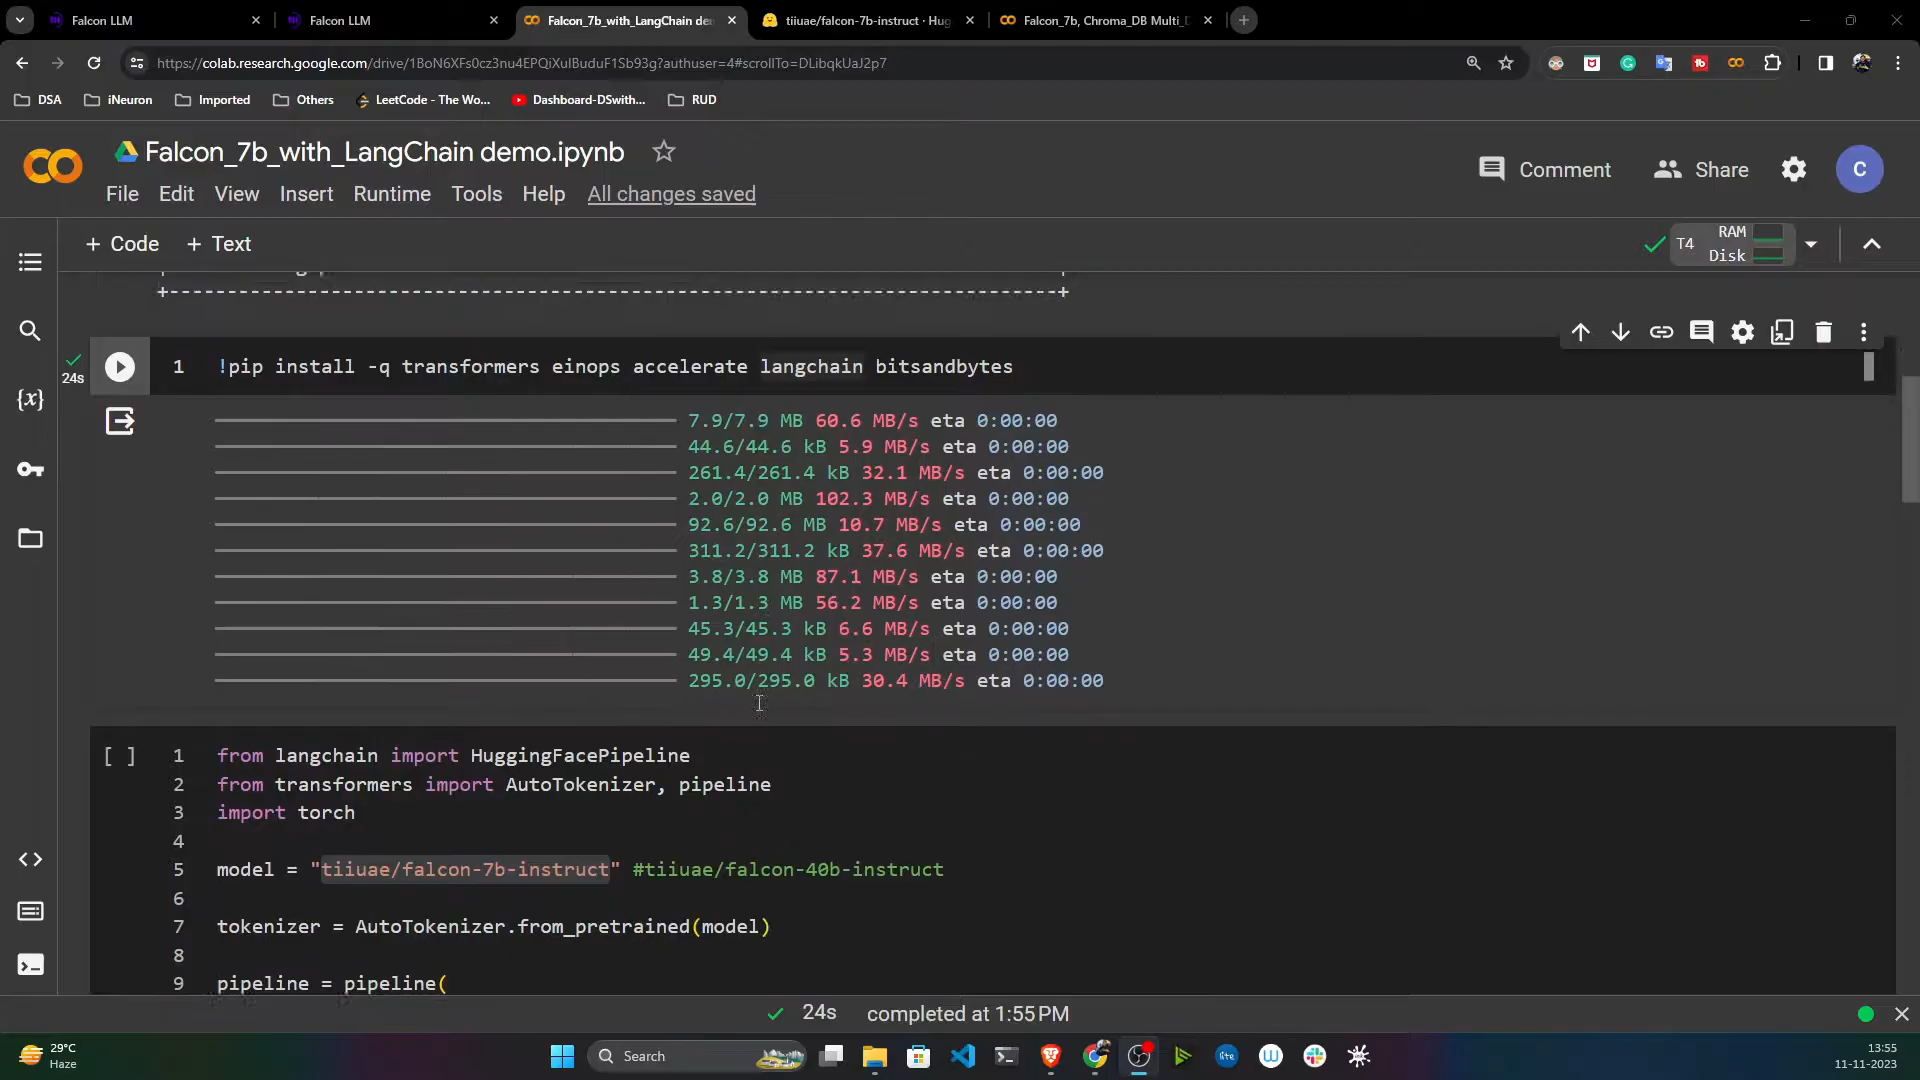 Falcon LLM
Falcon LLM
Falcon_7b_with_LangChain de
tiiuae/falcon-7b-instruct · Hug
Falcon_7b, Chroma_DB Multi_
https://colab.research.google.com/drive/1BoN6XFs0cz3nu4EPQiXulBuduF1Sb93g?authuser=4#scrollTo=DLibqkUaJ2p7
DSA
iNeuron
Imported
Others
LeetCode - The Wo...
Dashboard-DSwith...
RUD
Falcon_7b_with_LangChain demo.ipynb
Comment
Share
C
File Edit View Insert Runtime Tools Help All changes saved
+ Code + Text
T4
RAM
Disk
+-----------------------------------------------------------------------------+
24s
1 !pip install -q transformers einops accelerate langchain bitsandbytes
7.9/7.9 MB 60.6 MB/s eta 0:00:00
44.6/44.6 kB 5.9 MB/s eta 0:00:00
261.4/261.4 kB 32.1 MB/s eta 0:00:00
2.0/2.0 MB 102.3 MB/s eta 0:00:00
92.6/92.6 MB 10.7 MB/s eta 0:00:00
311.2/311.2 kB 37.6 MB/s eta 0:00:00
3.8/3.8 MB 87.1 MB/s eta 0:00:00
1.3/1.3 MB 56.2 MB/s eta 0:00:00
45.3/45.3 kB 6.6 MB/s eta 0:00:00
49.4/49.4 kB 5.3 MB/s eta 0:00:00
295.0/295.0 kB 30.4 MB/s eta 0:00:00
[ ] 1 from langchain import HuggingFacePipeline
2 from transformers import AutoTokenizer, pipeline
3 import torch
4
5 model = "tiiuae/falcon-7b-instruct" #tiiuae/falcon-40b-instruct
6
7 tokenizer = AutoTokenizer.from_pretrained(model)
8
9 pipeline = pipeline(
24s completed at 1:55 PM
29°C
Haze
Search
13:55
11-11-2023